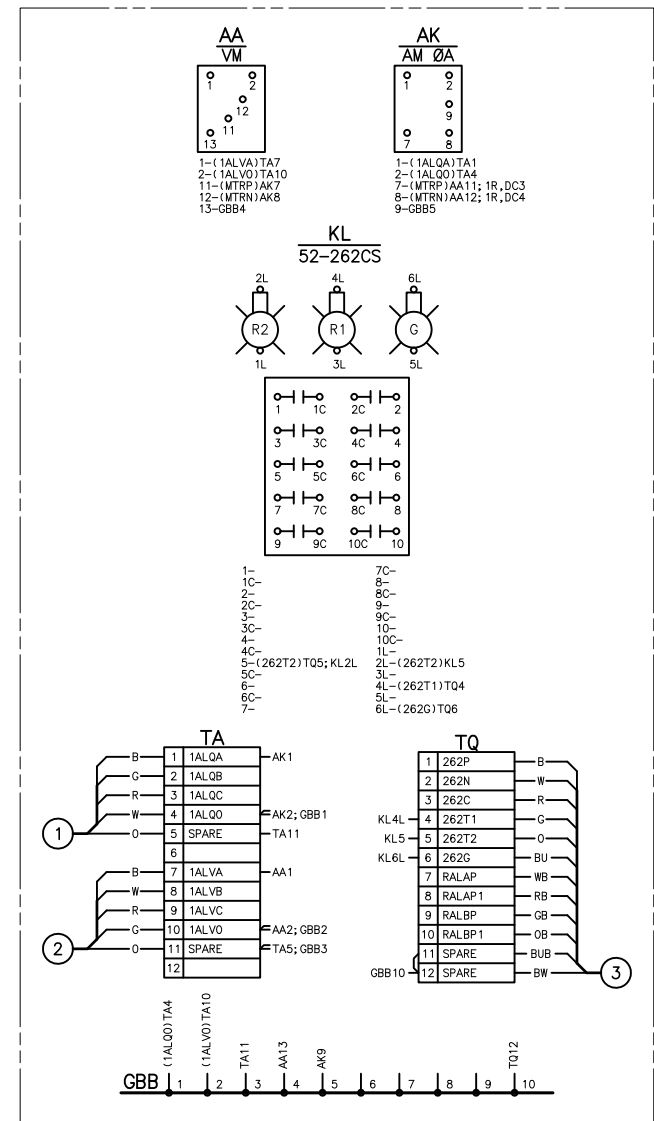 AA
VM
1 2
12
11
13
1-(1ALVA)TA7
2-(1ALVO)TA10
11-(MTRP)AK7
12-(MTRN)AK8
13-GBB4
AK
AM ØA
1 2
9
7 8
1-(1ALQA)TA1
2-(1ALQO)TA4
7-(MTRP)AA11; 1R,DC3
8-(MTRN)AA12; 1R,DC4
9-GBB5
KL
52-262CS
2L 4L 6L
R2 R1 G
1L 3L 5L
1 1C 2C 2
3 3C 4C 4
5 5C 6C 6
7 7C 8C 8
9 9C 10C 10
1-
1C-
2-
2C-
3-
3C-
4-
4C-
5-(262T2)TQ5;KL2L
5C-
6-
6C-
7-
7C-
8-
8C-
9-
9C-
10-
10C-
1L-
2L-(262T2)KL5
3L-
4L-(262T1)TQ4
5L-
6L-(262G)TQ6
TA
B 1 1ALQA AK1
G 2 1ALQB
R 3 1ALQC
W 4 1ALQO AK2;GBB1
O 5 SPARE TA11
6
B 7 1ALVA AA1
W 8 1ALVB
R 9 1ALVC
G 10 1ALVO AA2;GBB2
O 11 SPARE TA5;GBB3
12
1
2
TQ
1 262P B
2 262N W
3 262C R
KL4L 4 262T1 G
KL5 5 262T2 O
KL6L 6 262G BU
7 RALAP WB
8 RALAP1 RB
9 RALBP GB
10 RALBP1 OB
11 SPARE BUB
GBB10 12 SPARE BW
3
(1ALQO)TA4
(1ALVO)TA10
TA11
AA13
AK9
TQ12
GBB 1 2 3 4 5 6 7 8 9 10